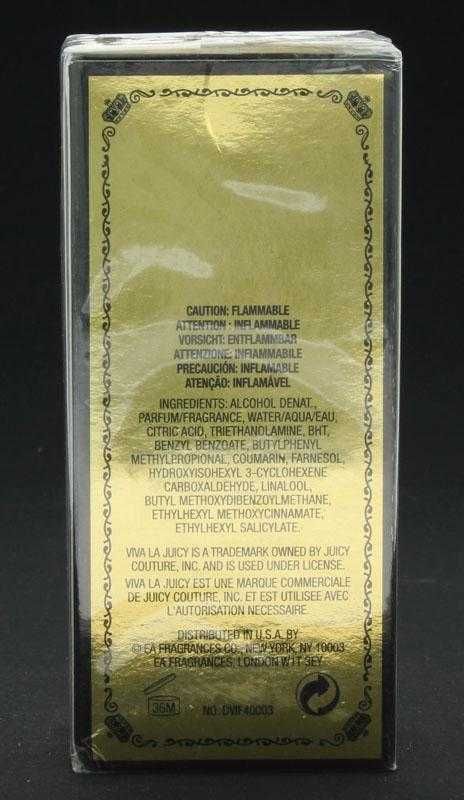 CAUTION: FLAMMABLE
ATTENTION : INFLAMMABLE
VORSICHT: ENTFLAMMBAR
ATTENZIONE: INFIAMMABILE
PRECAUCIÓN: INFLAMABLE
ATENÇÃO: INFLAMÁVEL
INGREDIENTS: ALCOHOL DENAT.,
PARFUM/FRAGRANCE, WATER/AQUA/EAU,
CITRIC ACID, TRIETHANOLAMINE, BHT,
BENZYL BENZOATE, BUTYLPHENYL
METHYLPROPIONAL, COUMARIN, FARNESOL,
HYDROXYISOHEXYL 3-CYCLOHEXENE
CARBOXALDEHYDE, LINALOOL,
BUTYL METHOXYDIBENZOYLMETHANE,
ETHYLHEXYL METHOXYCINNAMATE,
ETHYLHEXYL SALICYLATE.
VIVA LA JUICY IS A TRADEMARK OWNED BY JUICY
COUTURE, INC. AND IS USED UNDER LICENSE.
VIVA LA JUICY EST UNE MARQUE COMMERCIALE
DE JUICY COUTURE, INC. ET EST UTILISEE AVEC
L'AUTORISATION NECESSAIRE
DISTRIBUTED IN U.S.A. BY
© EA FRAGRANCES CO., NEW YORK, NY 10003
EA FRAGRANCES, LONDON W1T 3EY
36M NO. DVIF40003